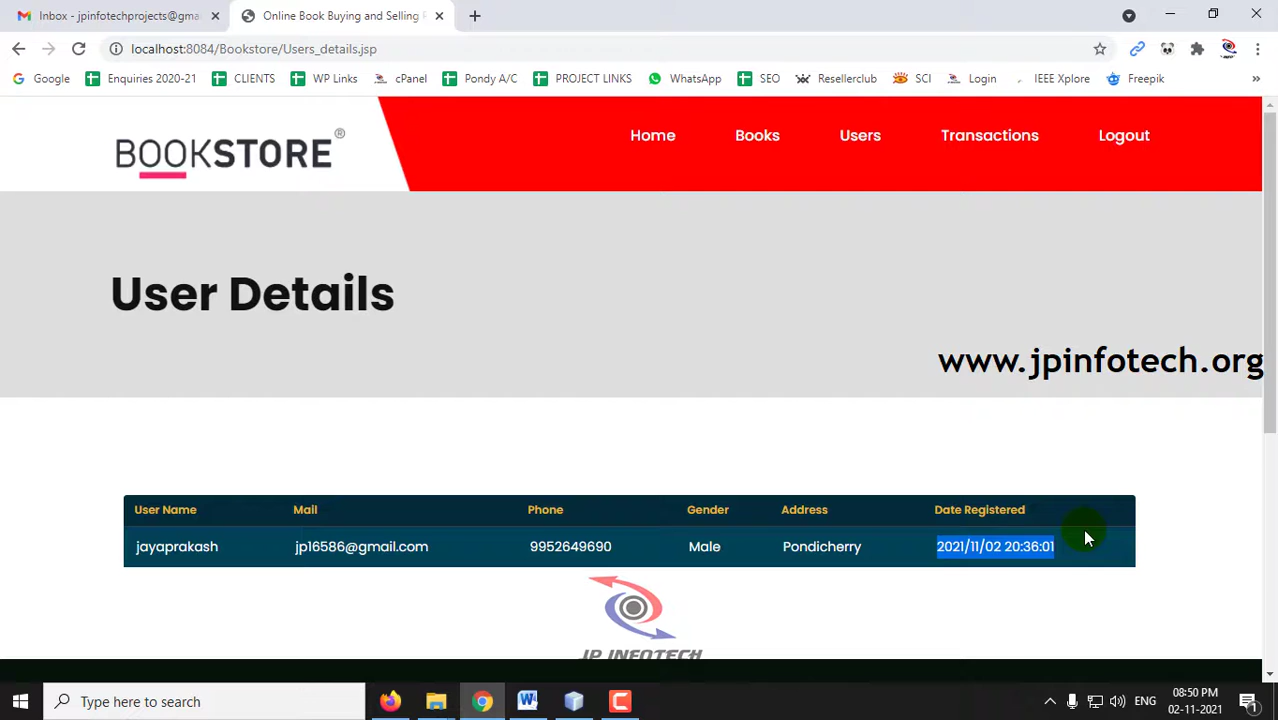 Inbox - jpinfotechprojects@gma
Online Book Buying and Selling
localhost:8084/Bookstore/Users_details.jsp
Google Enquiries 2020-21 CLIENTS WP Links cPanel Pondy A/C PROJECT LINKS WhatsApp SEO Resellerclub SCI Login IEEE Xplore Freepik »
BOOKSTORE®
Home Books Users Transactions Logout
User Details
www.jpinfotech.org
User Name Mail Phone Gender Address Date Registered
jayaprakash jp16586@gmail.com 9952649690 Male Pondicherry 2021/11/02 20:36:01
JP INFOTECH
Type here to search
ENG
08:50 PM
02-11-2021
1